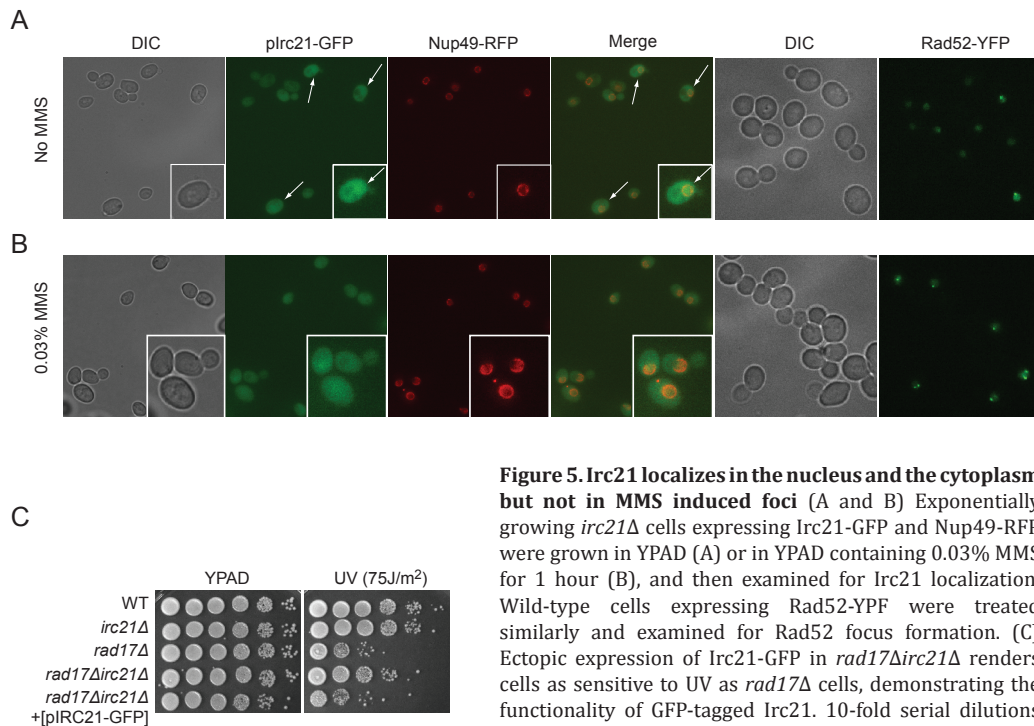 A
DIC pIrc21-GFP Nup49-RFP Merge DIC Rad52-YFP
No MMS
B
0.03% MMS
C
YPAD UV (75J/m²)
WT
irc21Δ
rad17Δ
rad17Δirc21Δ
rad17Δirc21Δ
+[pIRC21-GFP]
Figure 5. Irc21 localizes in the nucleus and the cytoplasm
but not in MMS induced foci (A and B) Exponentially
growing irc21Δ cells expressing Irc21-GFP and Nup49-RFP
were grown in YPAD (A) or in YPAD containing 0.03% MMS
for 1 hour (B), and then examined for Irc21 localization
Wild-type cells expressing Rad52-YPF were treated
similarly and examined for Rad52 focus formation. (C)
Ectopic expression of Irc21-GFP in rad17Δirc21Δ renders
cells as sensitive to UV as rad17Δ cells, demonstrating the
functionality of GFP-tagged Irc21. 10-fold serial dilutions